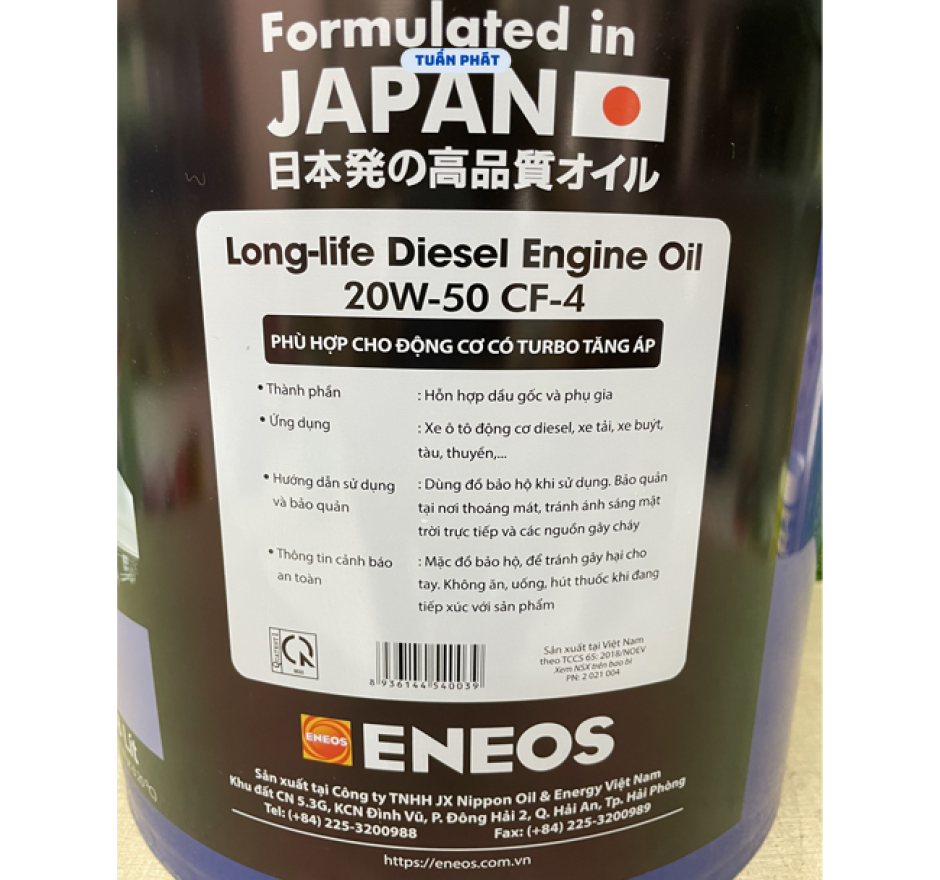 Formulated in
TUẤN PHÁT
JAPAN
日本発の高品質オイル
Long-life Diesel Engine Oil
20W-50 CF-4
PHÙ HỢP CHO ĐỘNG CƠ CÓ TURBO TĂNG ÁP
• Thành phần : Hỗn hợp dầu gốc và phụ gia
• Ứng dụng : Xe ô tô động cơ diesel, xe tải, xe buýt,
tàu, thuyền,...
• Hướng dẫn sử dụng : Dùng đồ bảo hộ khi sử dụng. Bảo quản
và bảo quản tại nơi thoáng mát, tránh ánh sáng mặt
trời trực tiếp và các nguồn gây cháy
• Thông tin cảnh báo : Mặc đồ bảo hộ, để tránh gây hại cho
an toàn tay. Không ăn, uống, hút thuốc khi đang
tiếp xúc với sản phẩm
QUATEST 1
8 936144 540039
Sản xuất tại Việt Nam
theo TCCS 65: 2018/NOEV
Xem NSX trên bao bì
PN: 2 021 004
Lít
ENEOS
ENEOS
Sản xuất tại Công ty TNHH JX Nippon Oil & Energy Việt Nam
Khu đất CN 5.3G, KCN Đình Vũ, P. Đông Hải 2, Q. Hải An, Tp. Hải Phòng
Tel: (+84) 225-3200988 Fax: (+84) 225-3200989
https://eneos.com.vn